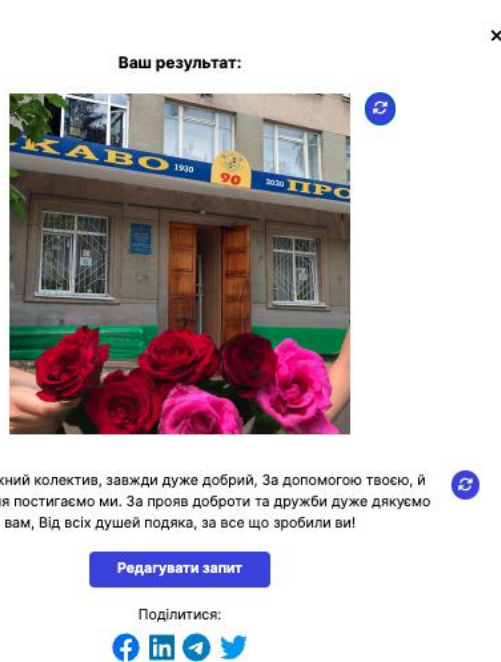 Ваш результат:
КАВО 1930 90 2020 ПРО
колектив, завжди дуже добрий, За допомогою твоєю, й
постигаємо ми. За прояв доброти та дружби дуже дякуємо
вам, Від всіх душей подяка, за все що зробили ви!
Редагувати запит
Поділитися: